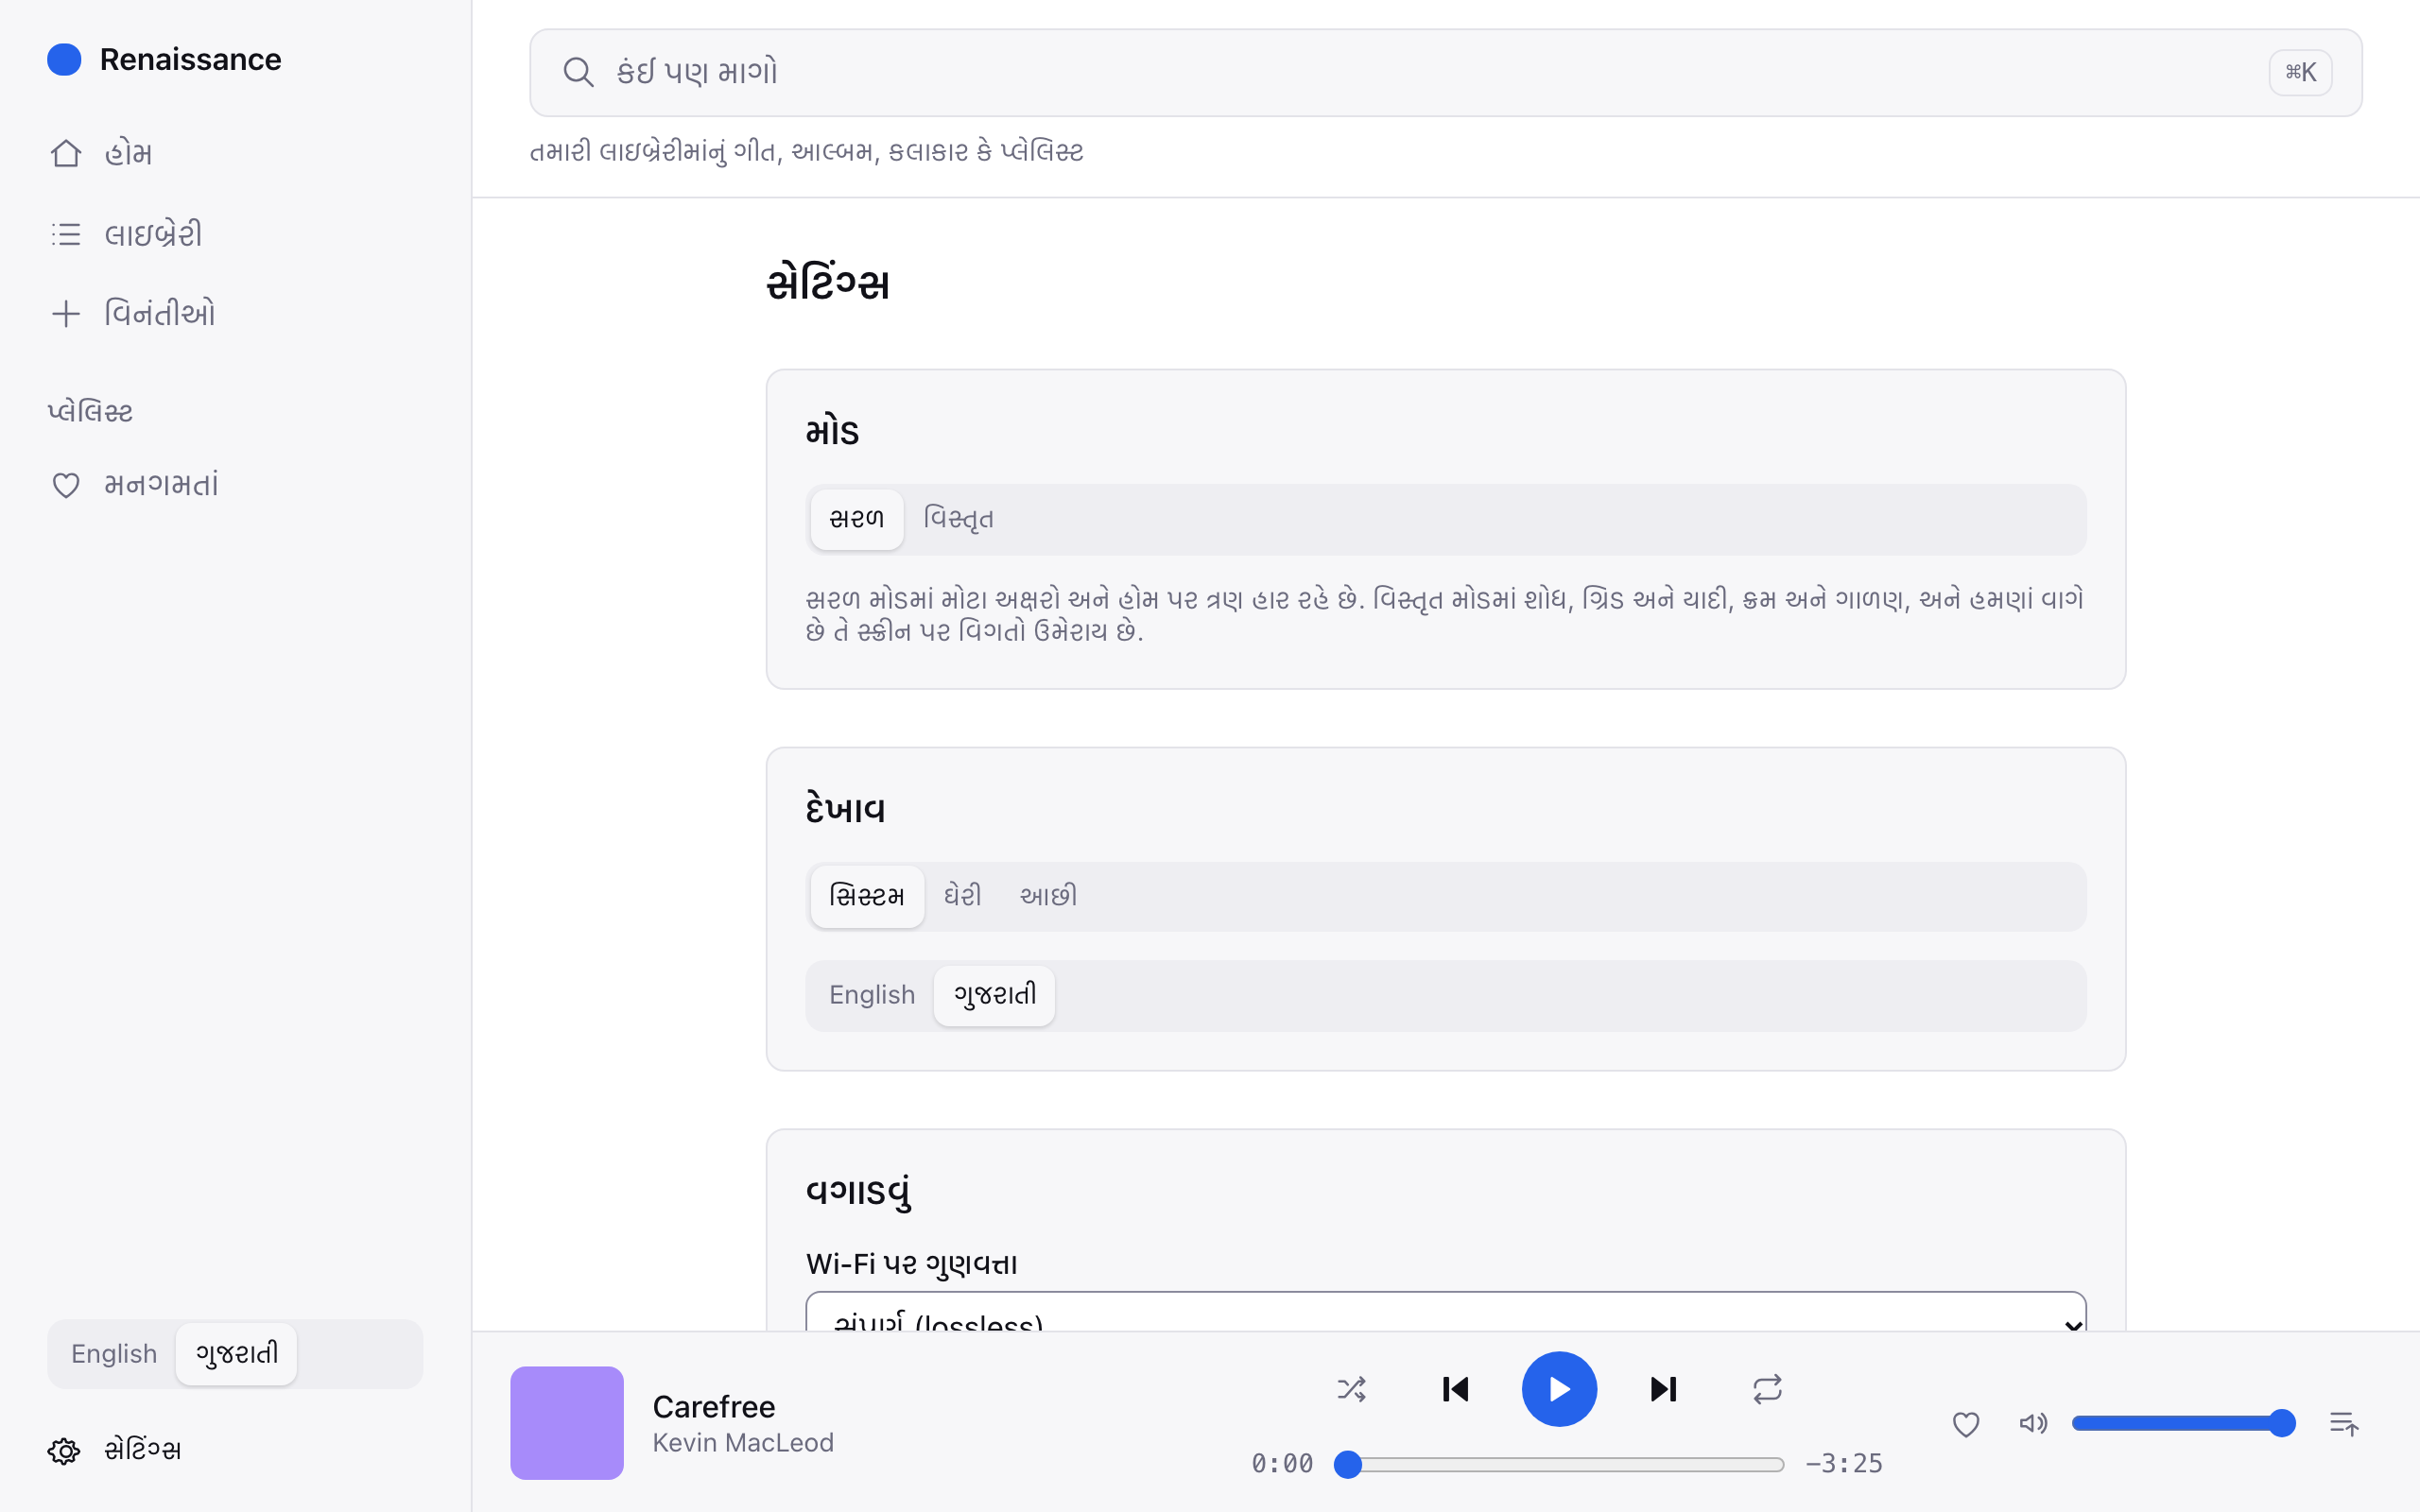 Renaissance
હોમ
લાઇબ્રેરી
વિનંતીઓ
પ્લેલિસ્ટ
મનગમતાં
English ગુજરાતી
સેટિંગ્સ
કંઈ પણ માગો
⌘K
તમારી લાઇબ્રેરીમાંનું ગીત, આલ્બમ, કલાકાર કે પ્લેલિસ્ટ
સેટિંગ્સ
મોડ
સરળ વિસ્તૃત
સરળ મોડમાં મોટા અક્ષરો અને હોમ પર ત્રણ હાર રહે છે. વિસ્તૃત મોડમાં શોધ, ગ્રિડ અને યાદી, ક્રમ અને ગાળણ, અને હમણાં વાગે
છે તે સ્ક્રીન પર વિગતો ઉમેરાય છે.
દેખાવ
સિસ્ટમ ઘેરી આછી
English ગુજરાતી
વગાડવું
Wi-Fi પર ગુણવત્તા
સંપૂર્ણ (lossless)
Carefree
Kevin MacLeod
0:00 −3:25